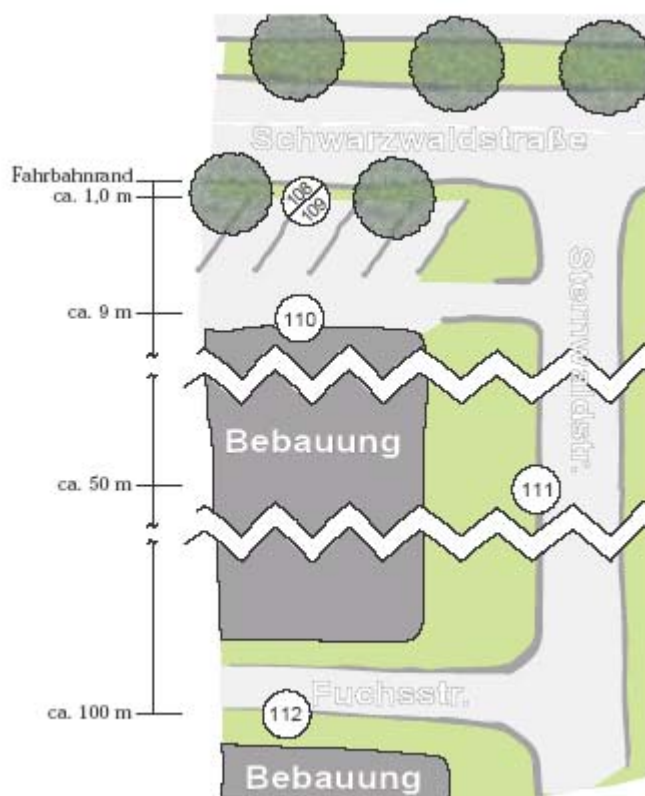 Schwarzwaldstraße
Fahrbahnrand
ca. 1,0 m
108
109
Sternwaldstr.
ca. 9 m
110
Bebauung
ca. 50 m
111
Fuchsstr.
ca. 100 m
112
Bebauung